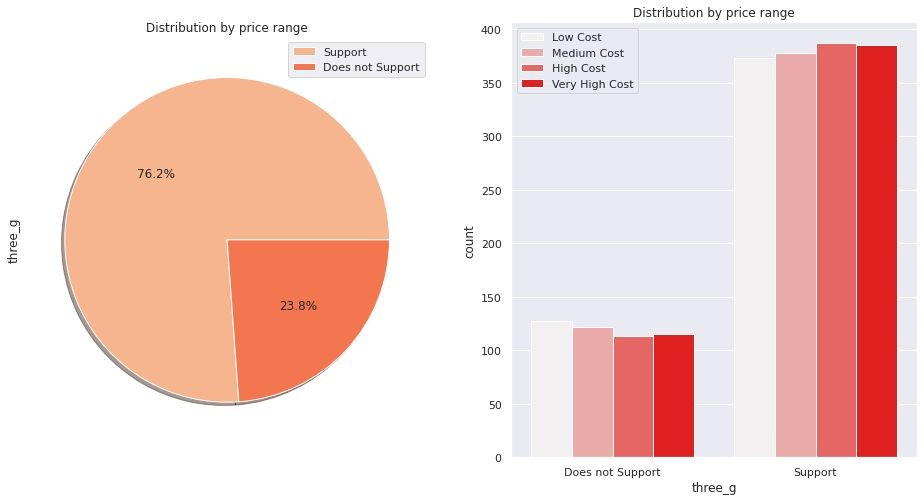 Distribution by price range
Support
Does not Support
76.2%
23.8%
three_g
Distribution by price range
Low Cost
Medium Cost
High Cost
Very High Cost
400
350
300
250
200
150
100
50
0
count
Does not Support
Support
three_g